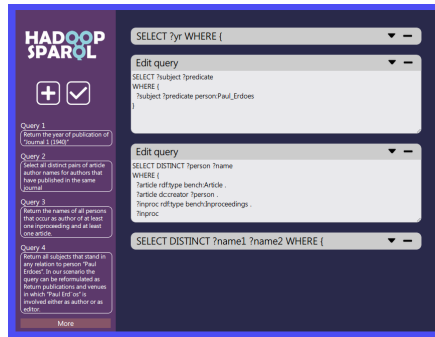 HADOOP
SPARQL
Query 1
Return the year of publication of
"Journal 1 (1940)"
Query 2
Select all distinct pairs of article
author names for authors that
have published in the same
journal
Query 3
Return the names of all persons
that occur as author of at least
one inproceeding and at least
one article.
Query 4
Return all subjects that stand in
any relation to person "Paul
Erdoes". In our scenario the
query can be reformulated as
Return publications and venues
in which "Paul Erd¨os" is
involved either as author or as
editor.
More
SELECT ?yr WHERE {
Edit query
SELECT ?subject ?predicate
WHERE {
?subject ?predicate person:Paul_Erdoes
}
Edit query
SELECT DISTINCT ?person ?name
WHERE {
?article rdf:type bench:Article .
?article dc:creator ?person .
?inproc rdf:type bench:Inproceedings .
?inproc
SELECT DISTINCT ?name1 ?name2 WHERE {